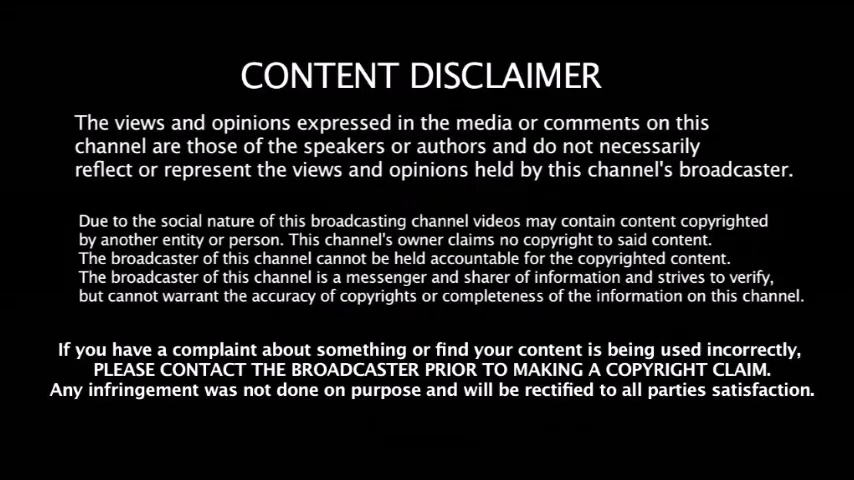 CONTENT DISCLAIMER
The views and opinions expressed in the media or comments on this
channel are those of the speakers or authors and do not necessarily
reflect or represent the views and opinions held by this channel's broadcaster.
Due to the social nature of this broadcasting channel videos may contain content copyrighted
by another entity or person. This channel's owner claims no copyright to said content.
The broadcaster of this channel cannot be held accountable for the copyrighted content.
The broadcaster of this channel is a messenger and sharer of information and strives to verify,
but cannot warrant the accuracy of copyrights or completeness of the information on this channel.
If you have a complaint about something or find your content is being used incorrectly,
PLEASE CONTACT THE BROADCASTER PRIOR TO MAKING A COPYRIGHT CLAIM.
Any infringement was not done on purpose and will be rectified to all parties satisfaction.